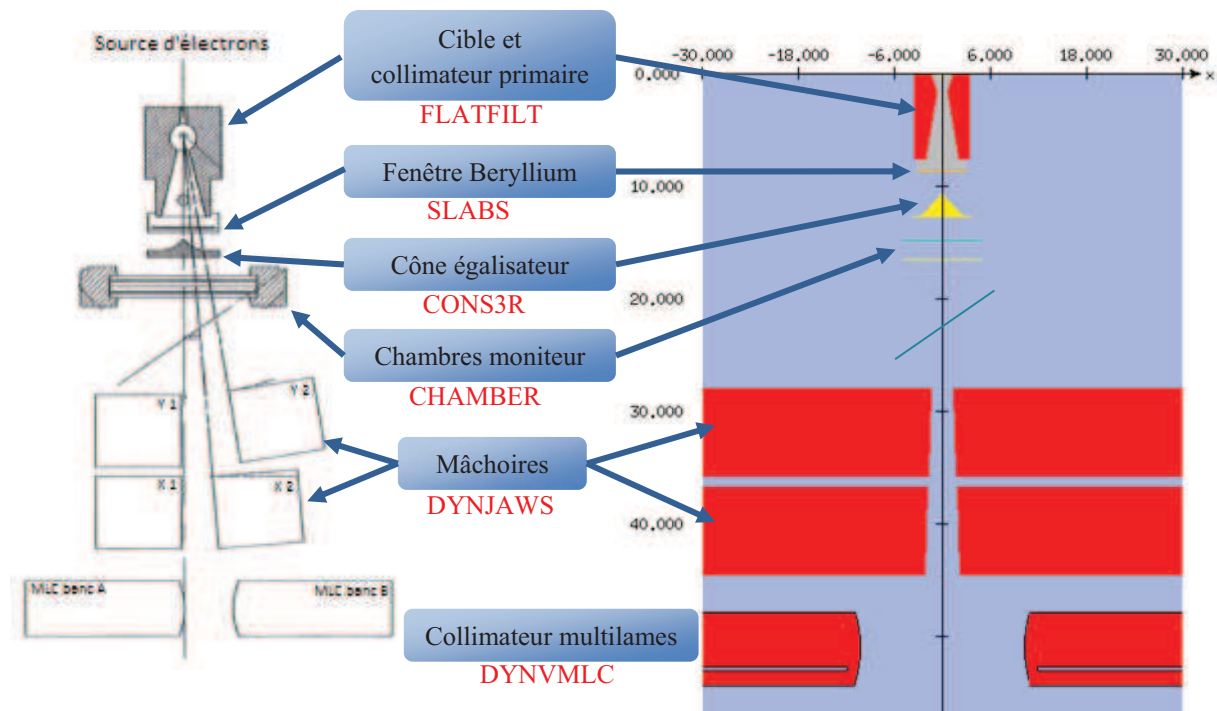 Source d'électrons
Cible et
collimateur primaire
FLATFILT
Fenêtre Beryllium
SLABS
Cône égalisateur
CONS3R
Chambres moniteur
CHAMBER
Mâchoires
DYNJAWS
Collimateur multilames
DYNVMLC
Y 1
Y 2
X 1
X 2
MLC banc A
MLC banc B
-30.000 -18.000 -6.000 6.000 18.000 30.000
x
0.000
10.000
20.000
30.000
40.000